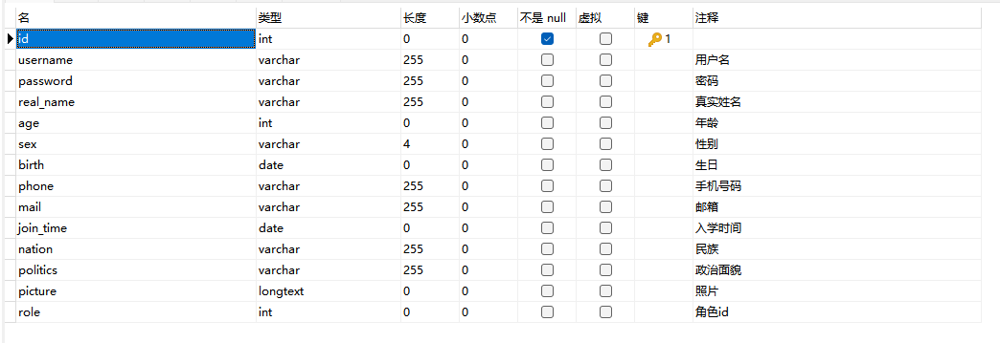 名 类型 长度 小数点 不是 null 虚拟 键 注释
id int 0 0 1
username varchar 255 0 用户名
password varchar 255 0 密码
real_name varchar 255 0 真实姓名
age int 0 0 年龄
sex varchar 4 0 性别
birth date 0 0 生日
phone varchar 255 0 手机号码
mail varchar 255 0 邮箱
join_time date 0 0 入学时间
nation varchar 255 0 民族
politics varchar 255 0 政治面貌
picture longtext 0 0 照片
role int 0 0 角色id